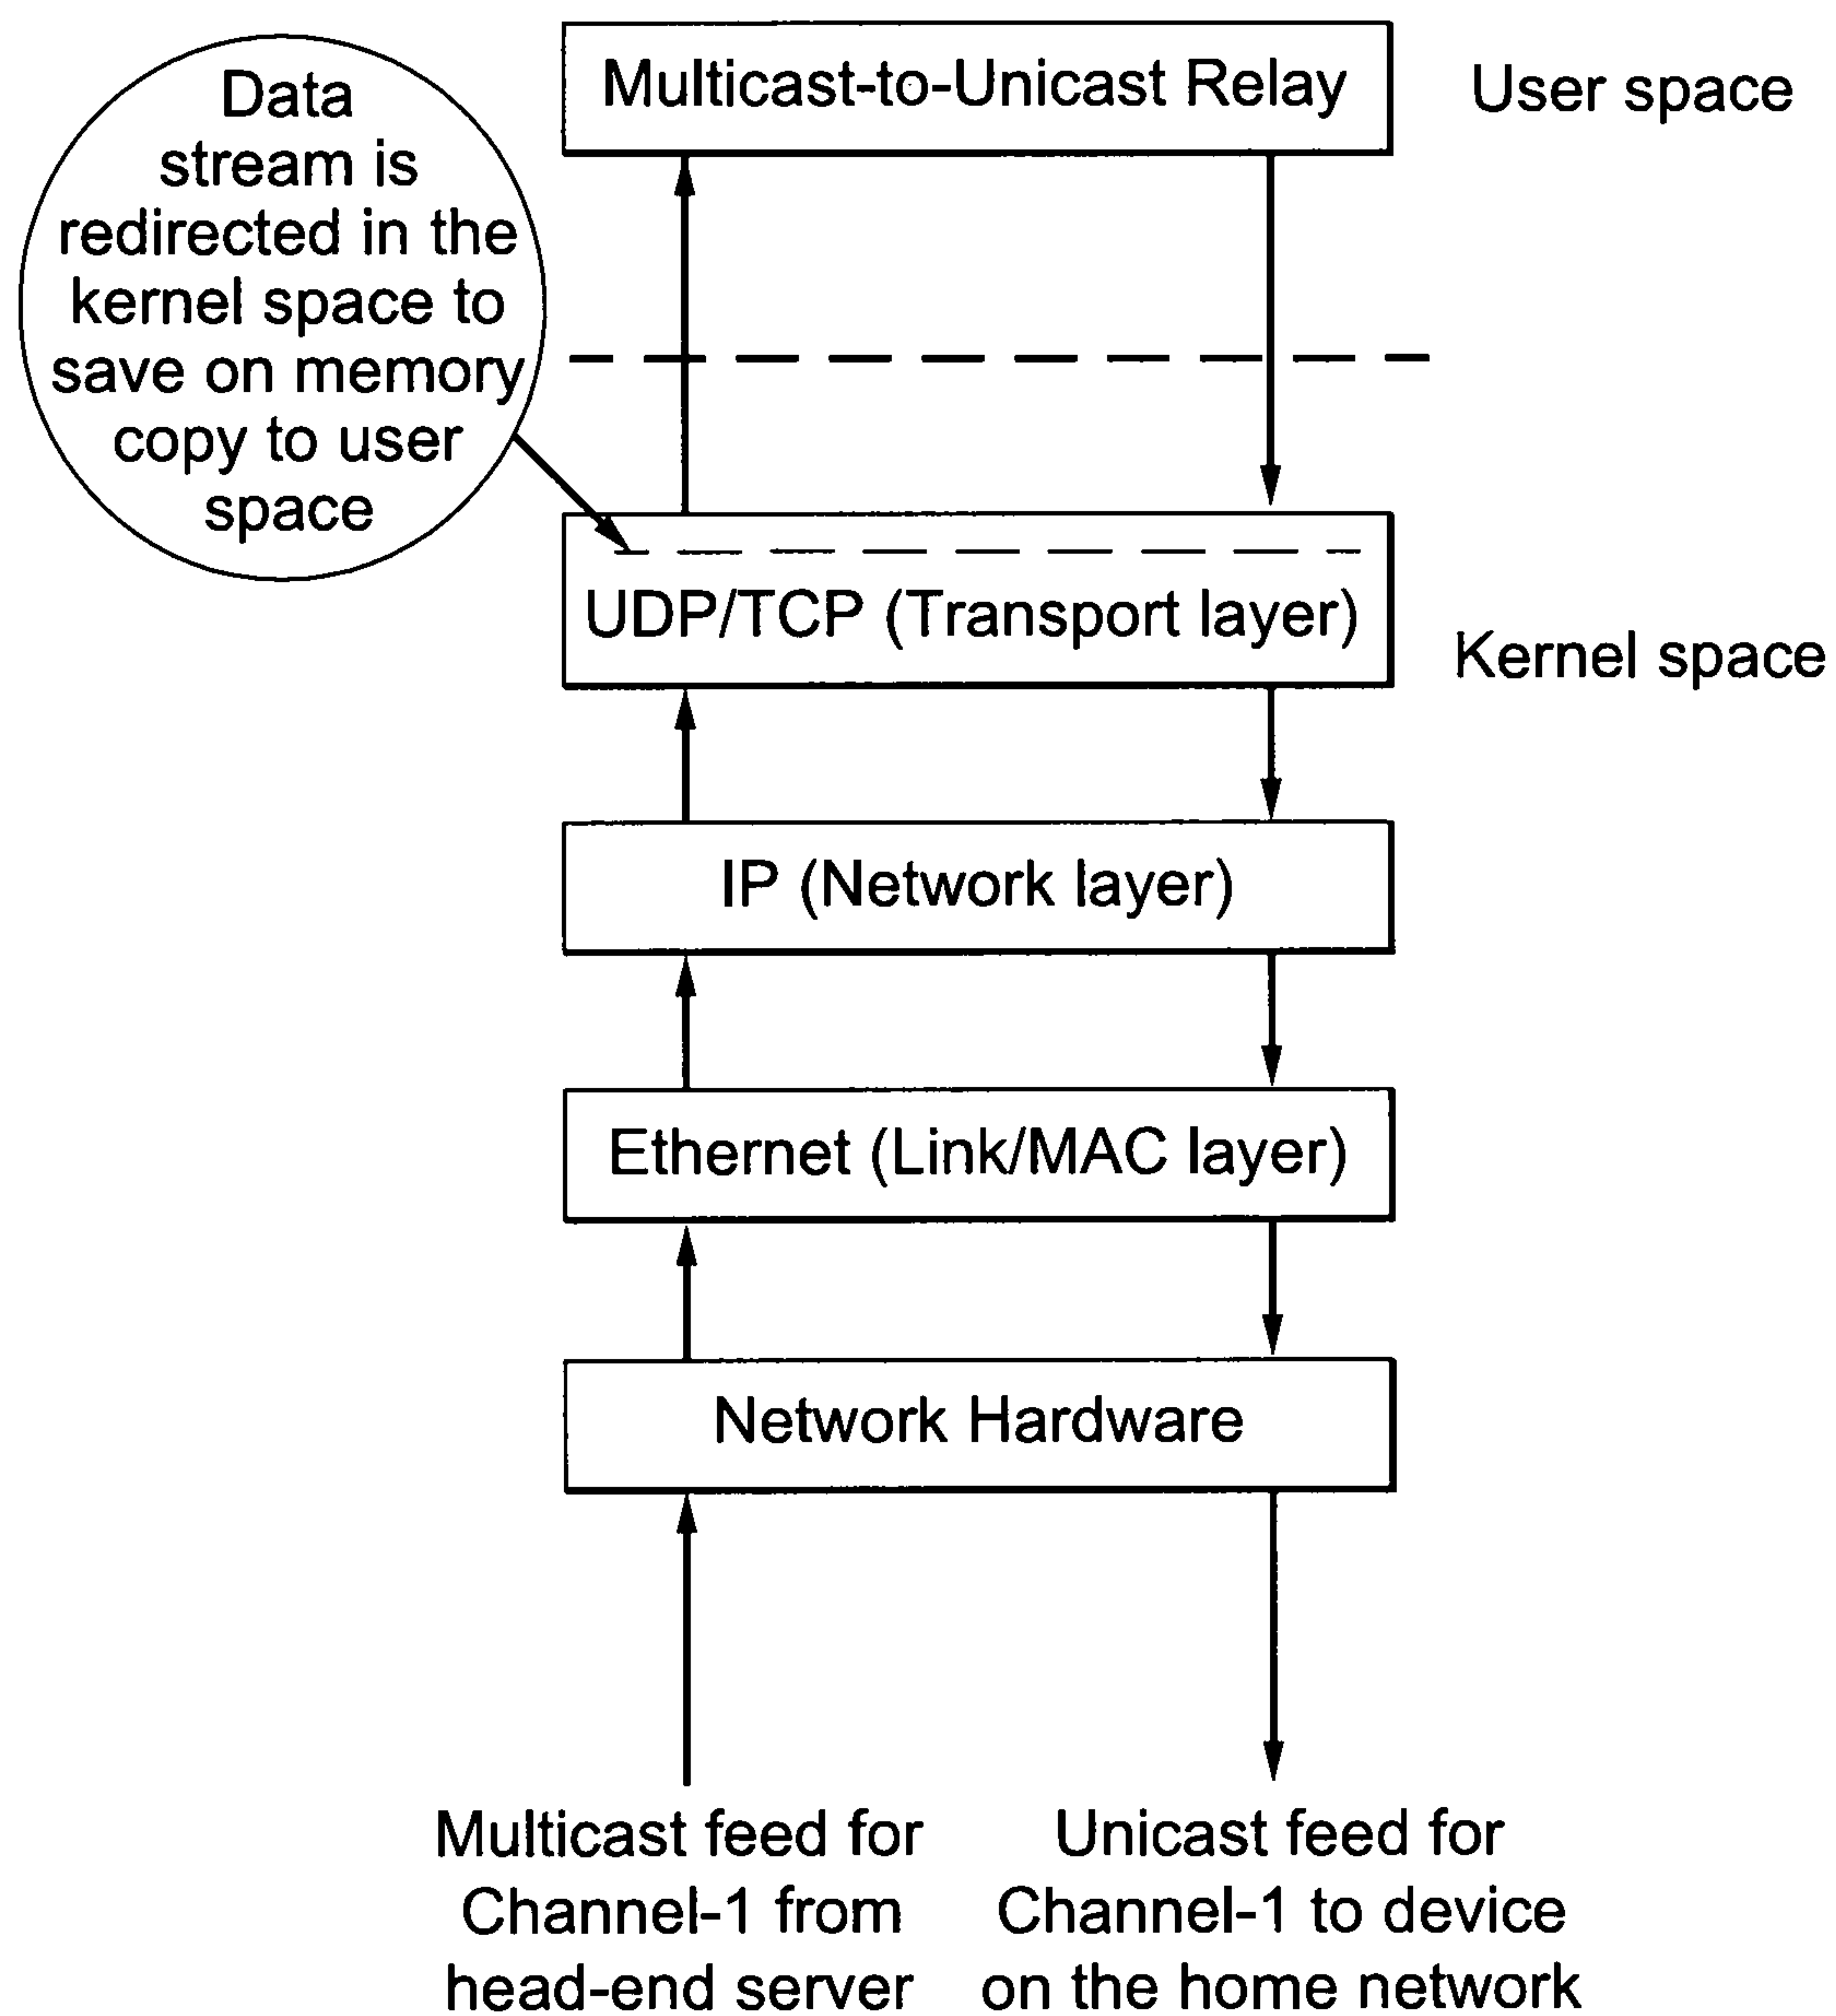 Data
stream is
redirected in the
kernel space to
save on memory
copy to user
space
Multicast-to-Unicast Relay
User space
UDP/TCP (Transport layer)
Kernel space
IP (Network layer)
Ethernet (Link/MAC layer)
Network Hardware
Multicast feed for
Channel-1 from
head-end server
Unicast feed for
Channel-1 to device
on the home network